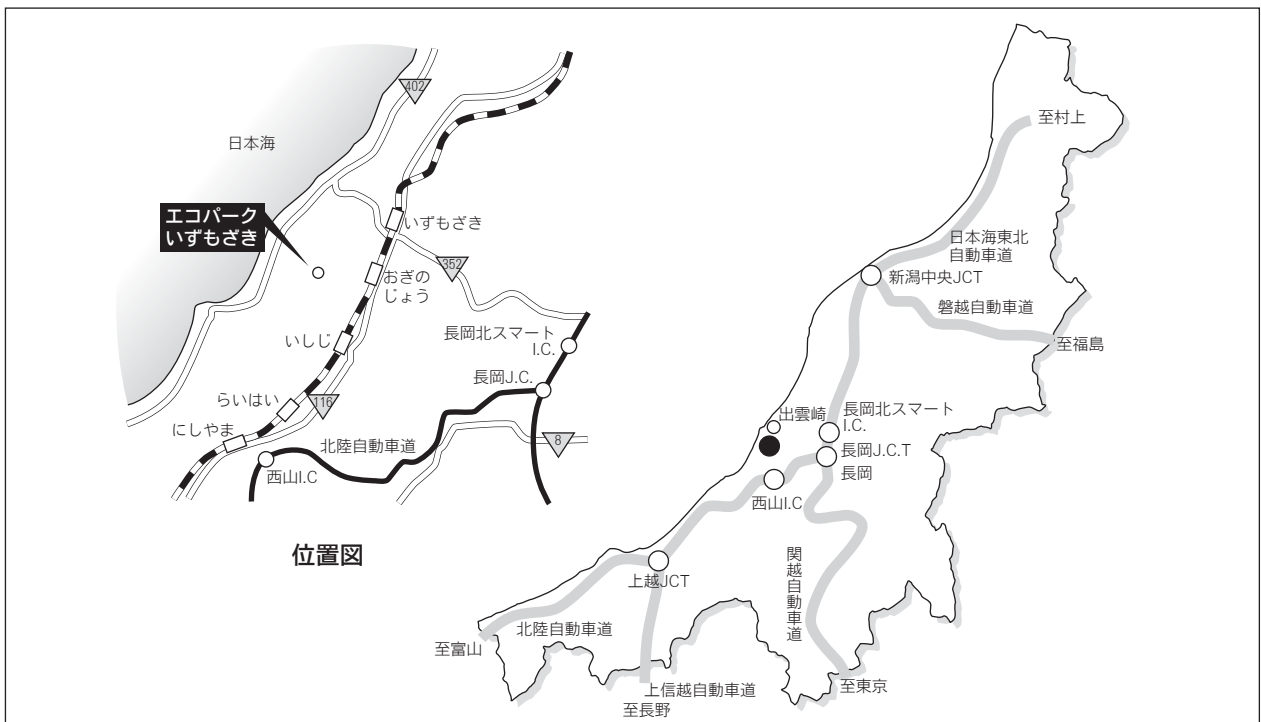 402
日本海
エコパーク
いずもざき
いずもざき
352
おぎの
じょう
いしじ
長岡北スマート
I.C.
長岡J.C.
らいはい
116
にしやま
北陸自動車道
8
西山I.C
位置図
至村上
日本海東北
自動車道
新潟中央JCT
磐越自動車道
至福島
出雲崎
長岡北スマート
I.C.
長岡J.C.T
長岡
西山I.C
関越自動車道
上越JCT
北陸自動車道
至富山
上信越自動車道
至長野
至東京